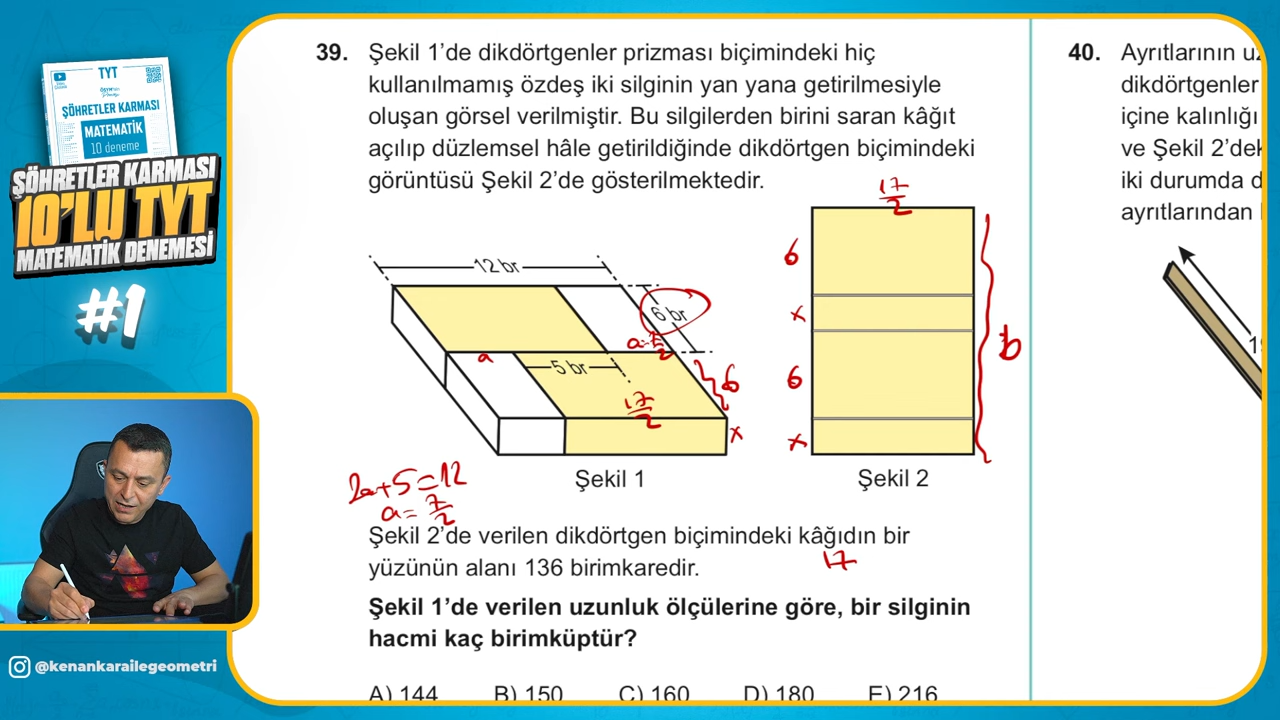 TYT
ŞÖHRETLER KARMASI
MATEMATİK
10 deneme
ŞÖHRETLER KARMASI
10'LU TYT
MATEMATİK DENEMESİ
#1
@kenankarailegeometri
39. Şekil 1'de dikdörtgenler prizması biçimindeki hiç
kullanılmamış özdeş iki silginin yan yana getirilmesiyle
oluşan görsel verilmiştir. Bu silgilerden birini saran kâğıt
açılıp düzlemsel hâle getirildiğinde dikdörtgen biçimindeki
görüntüsü Şekil 2'de gösterilmektedir.
12 br
6 br
a=7/2
a
5 br
6
17/2
x
Şekil 1
2a+5=12
a=7/2
17/2
6
x
6
x
b
Şekil 2
Şekil 2'de verilen dikdörtgen biçimindeki kâğıdın bir
yüzünün alanı 136 birimkaredir.
17
Şekil 1'de verilen uzunluk ölçülerine göre, bir silginin
hacmi kaç birimküptür?
A) 144 B) 150 C) 160 D) 180 E) 216
40. Ayrıtlarının
dikdörtgenler
içine kalınlığı
ve Şekil
iki durumda
ayrıtlarından